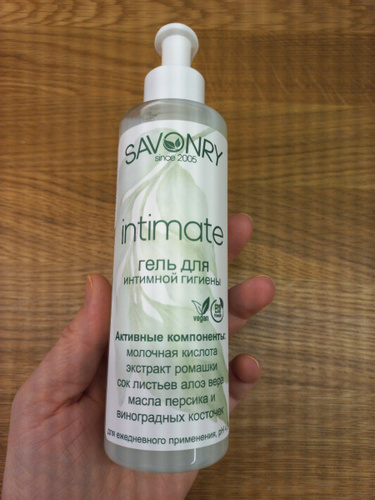 SAVONRY
since 2005
intimate
гель для
интимной гигиены
vegan
Активные компоненты:
молочная кислота
экстракт ромашки
сок листьев алоэ вера
масла персика и
виноградных косточек
для ежедневного применения, pH